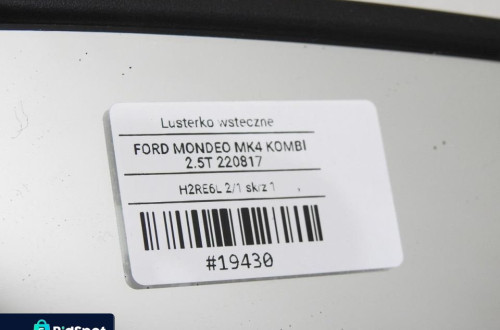 Lusterko wsteczne
FORD MONDEO MK4 KOMBI
2.5T 220817
H2RE6L 2/1 sk/z 1
#19430